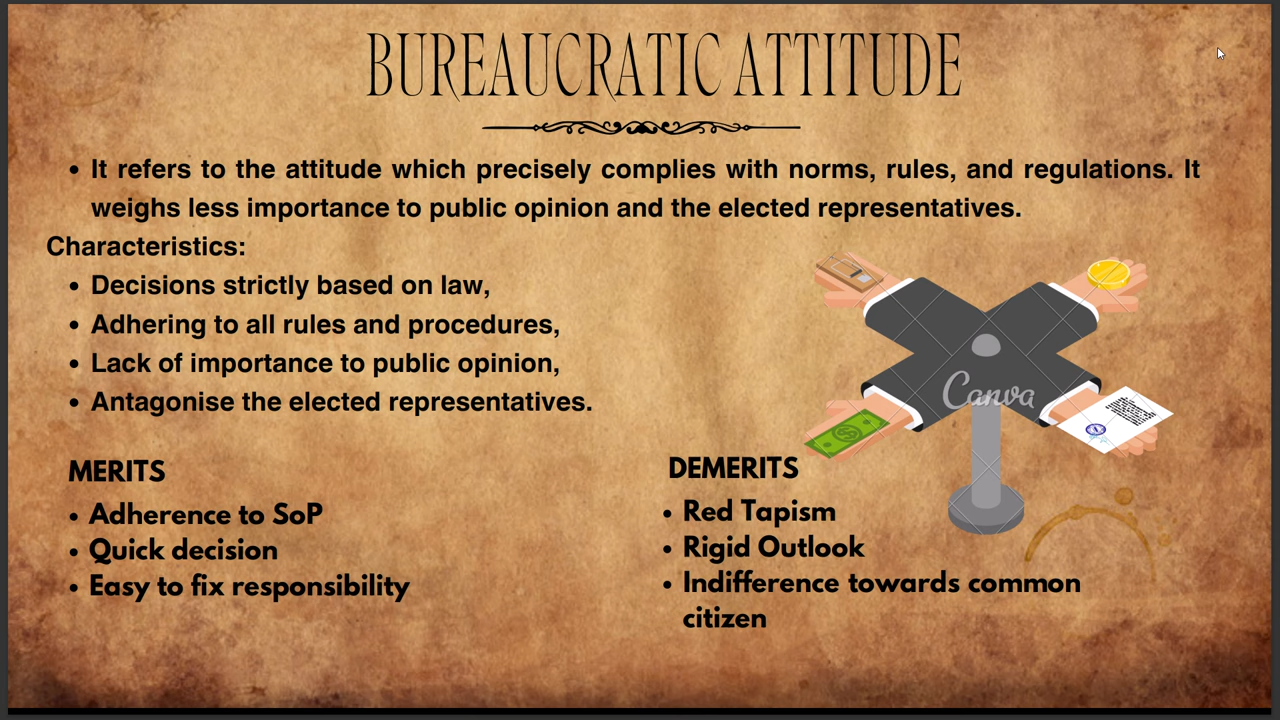 BUREAUCRATIC ATTITUDE
• It refers to the attitude which precisely complies with norms, rules, and regulations. It
weighs less importance to public opinion and the elected representatives.
Characteristics:
• Decisions strictly based on law,
• Adhering to all rules and procedures,
• Lack of importance to public opinion,
• Antagonise the elected representatives.
Canva
MERITS
• Adherence to SoP
• Quick decision
• Easy to fix responsibility
DEMERITS
• Red Tapism
• Rigid Outlook
• Indifference towards common
citizen